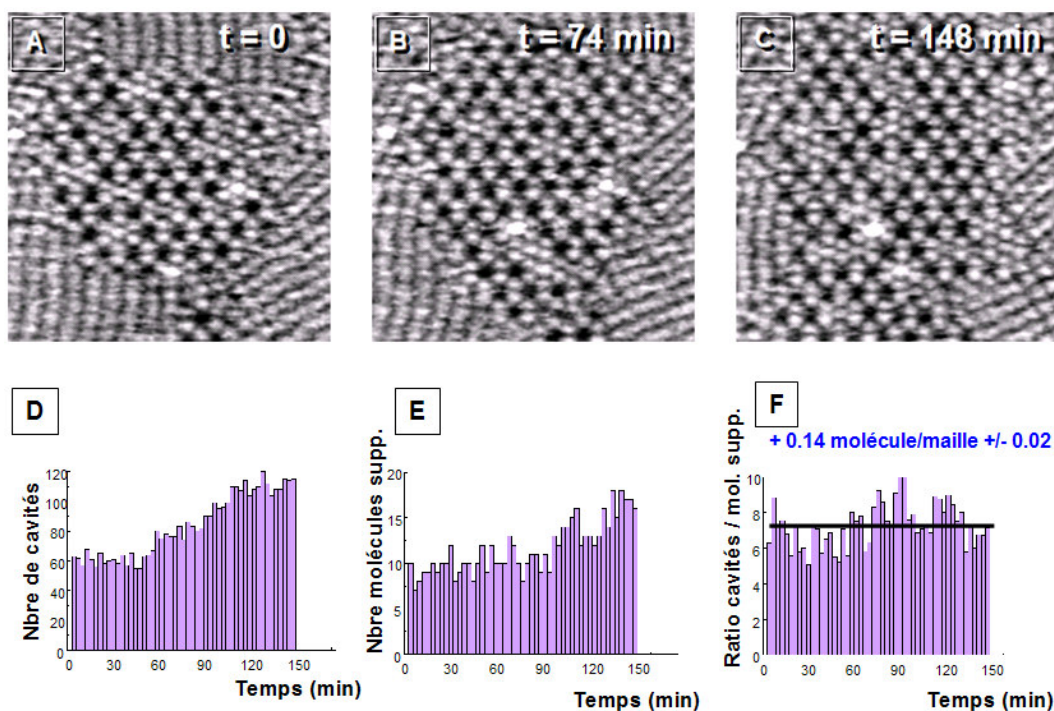 A
t = 0
B
t = 74 min
C
t = 148 min
D
Nbre de cavités
120
100
80
60
40
20
0
0 30 60 90 120 150
Temps (min)
E
Nbre molécules supp.
20
15
10
5
0
0 30 60 90 120 150
Temps (min)
F
+ 0.14 molécule/maille +/- 0.02
Ratio cavités / mol. supp.
10
8
6
4
2
0
0 30 60 90 120 150
Temps (min)